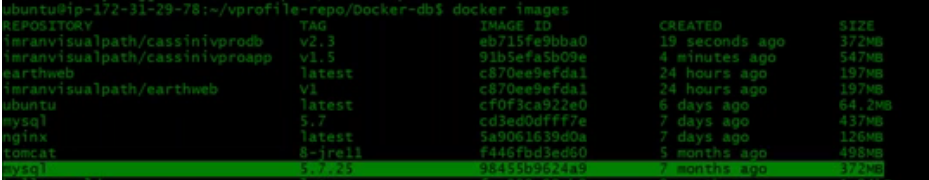 ubuntu@ip-172-31-29-78:~/vprofile-repo/Docker-db$ docker images
REPOSITORY TAG IMAGE ID CREATED SIZE
imranvisualpath/cassinivprodb v2.3 eb715fe9bba0 19 seconds ago 372MB
imranvisualpath/cassinivproapp v1.5 91b5efa5b09e 4 minutes ago 547MB
earthweb latest c870ee9efda1 24 hours ago 197MB
imranvisualpath/earthweb v1 c870ee9efda1 24 hours ago 197MB
ubuntu latest cf0f3ca922e0 6 days ago 64.2MB
mysql 5.7 cd3ed0dfff7e 7 days ago 437MB
nginx latest 5a9061639d0a 7 days ago 126MB
tomcat 8-jre11 f446fbd3ed60 5 months ago 498MB
mysql 5.7.25 98455b9624a9 7 months ago 372MB